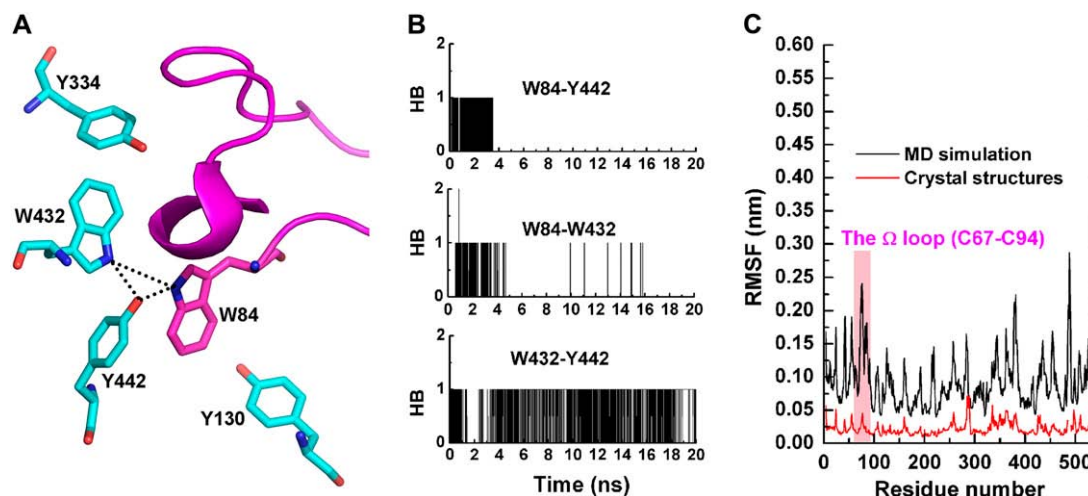 A
Y334
W432
W84
Y442
Y130
B
2
HB
1
W84-Y442
0 2 4 6 8 10 12 14 16 18 20
2
HB
1
W84-W432
0 2 4 6 8 10 12 14 16 18 20
2
HB
1
W432-Y442
0
0 2 4 6 8 10 12 14 16 18 20
Time (ns)
C
RMSF (nm)
0.60
0.55
0.50
0.45
0.40
0.35
0.30
0.25
0.20
0.15
0.10
0.05
0.00
MD simulation
Crystal structures
The Ω loop (C67-C94)
0 100 200 300 400 500
Residue number